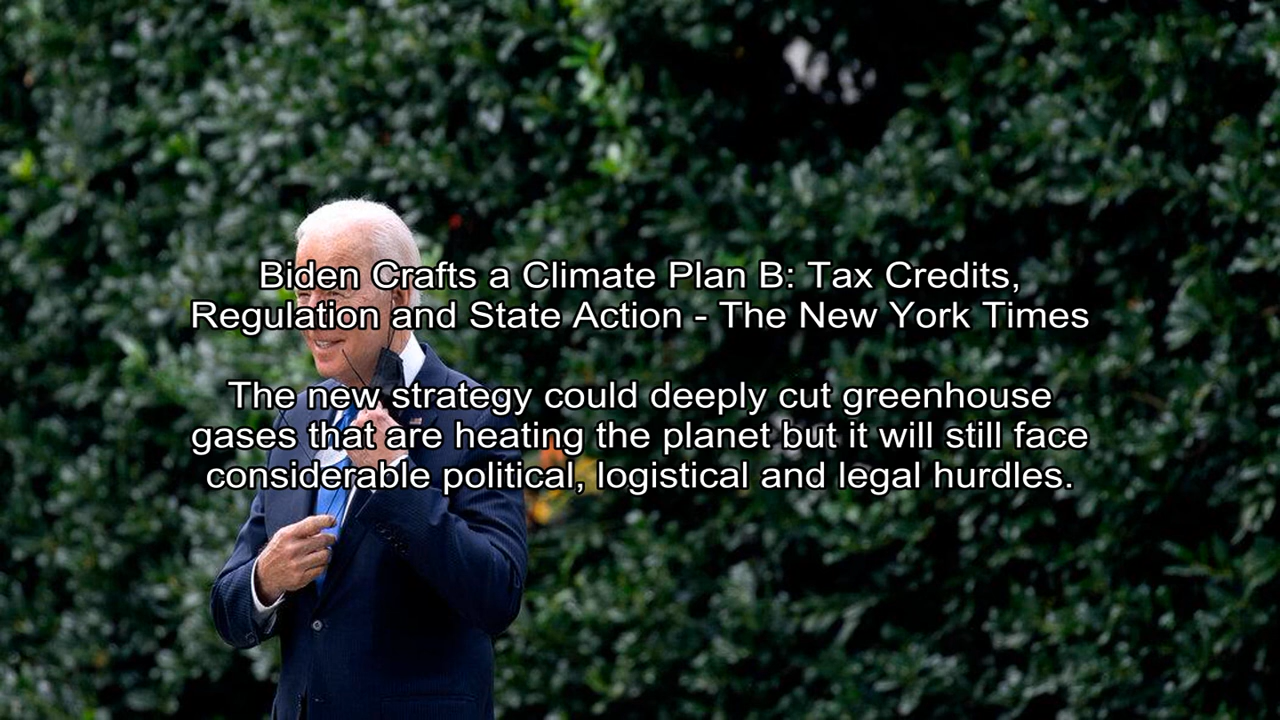 Biden Crafts a Climate Plan B: Tax Credits,
Regulation and State Action - The New York Times
The new strategy could deeply cut greenhouse
gases that are heating the planet but it will still face
considerable political, logistical and legal hurdles.